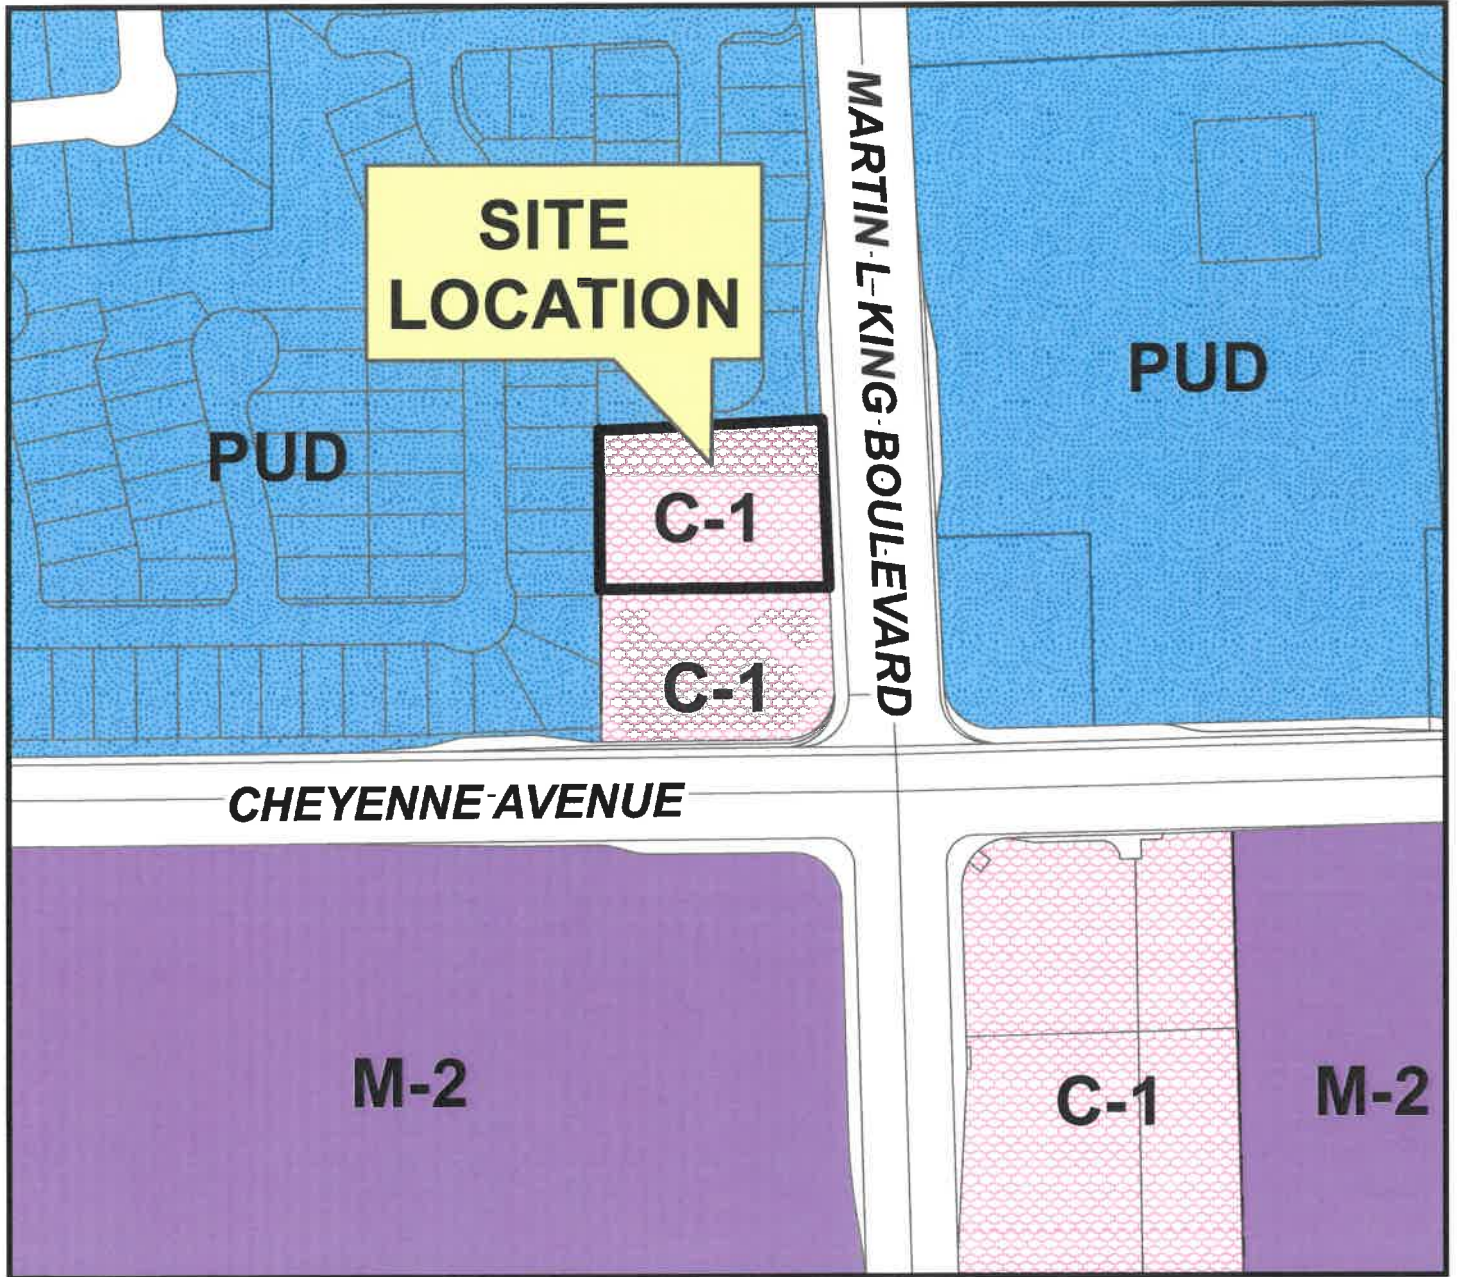 SITE
LOCATION
MARTIN L KING BOULEVARD
PUD
PUD
C-1
C-1
CHEYENNE AVENUE
M-2
C-1
M-2